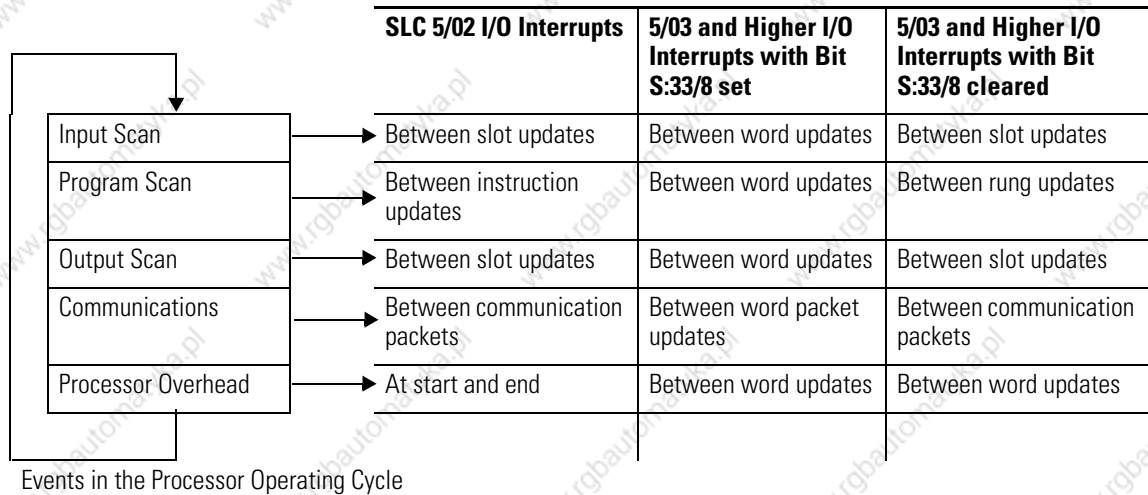 SLC 5/02 I/O Interrupts
5/03 and Higher I/O
Interrupts with Bit
S:33/8 set
5/03 and Higher I/O
Interrupts with Bit
S:33/8 cleared
Input Scan
Between slot updates
Between word updates
Between slot updates
Program Scan
Between instruction
updates
Between word updates
Between rung updates
Output Scan
Between slot updates
Between word updates
Between slot updates
Communications
Between communication
packets
Between word packet
updates
Between communication
packets
Processor Overhead
At start and end
Between word updates
Between word updates
Events in the Processor Operating Cycle
www.rgbautomatyka.pl